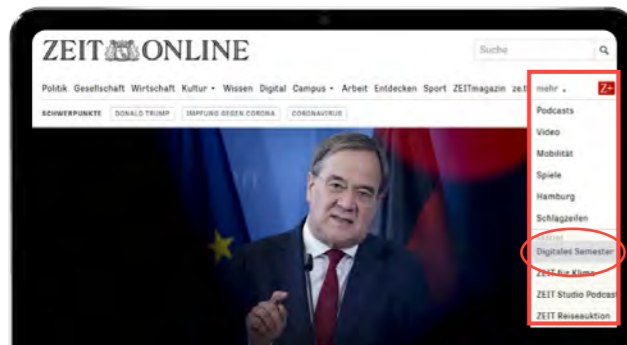 ZEIT ONLINE
Suche
Politik Gesellschaft Wirtschaft Kultur Wissen Digital Campus Arbeit Entdecken Sport ZEITmagazin ze.t mehr Z+
SCHWERPUNKTE DONALD TRUMP IMPFUNG GEGEN CORONA CORONAVIRUS
Podcasts
Video
Mobilität
Spiele
Hamburg
Schlagzeilen
Digitales Semester
ZEIT für Klima
ZEIT Studio Podcast
ZEIT Reiseauktion